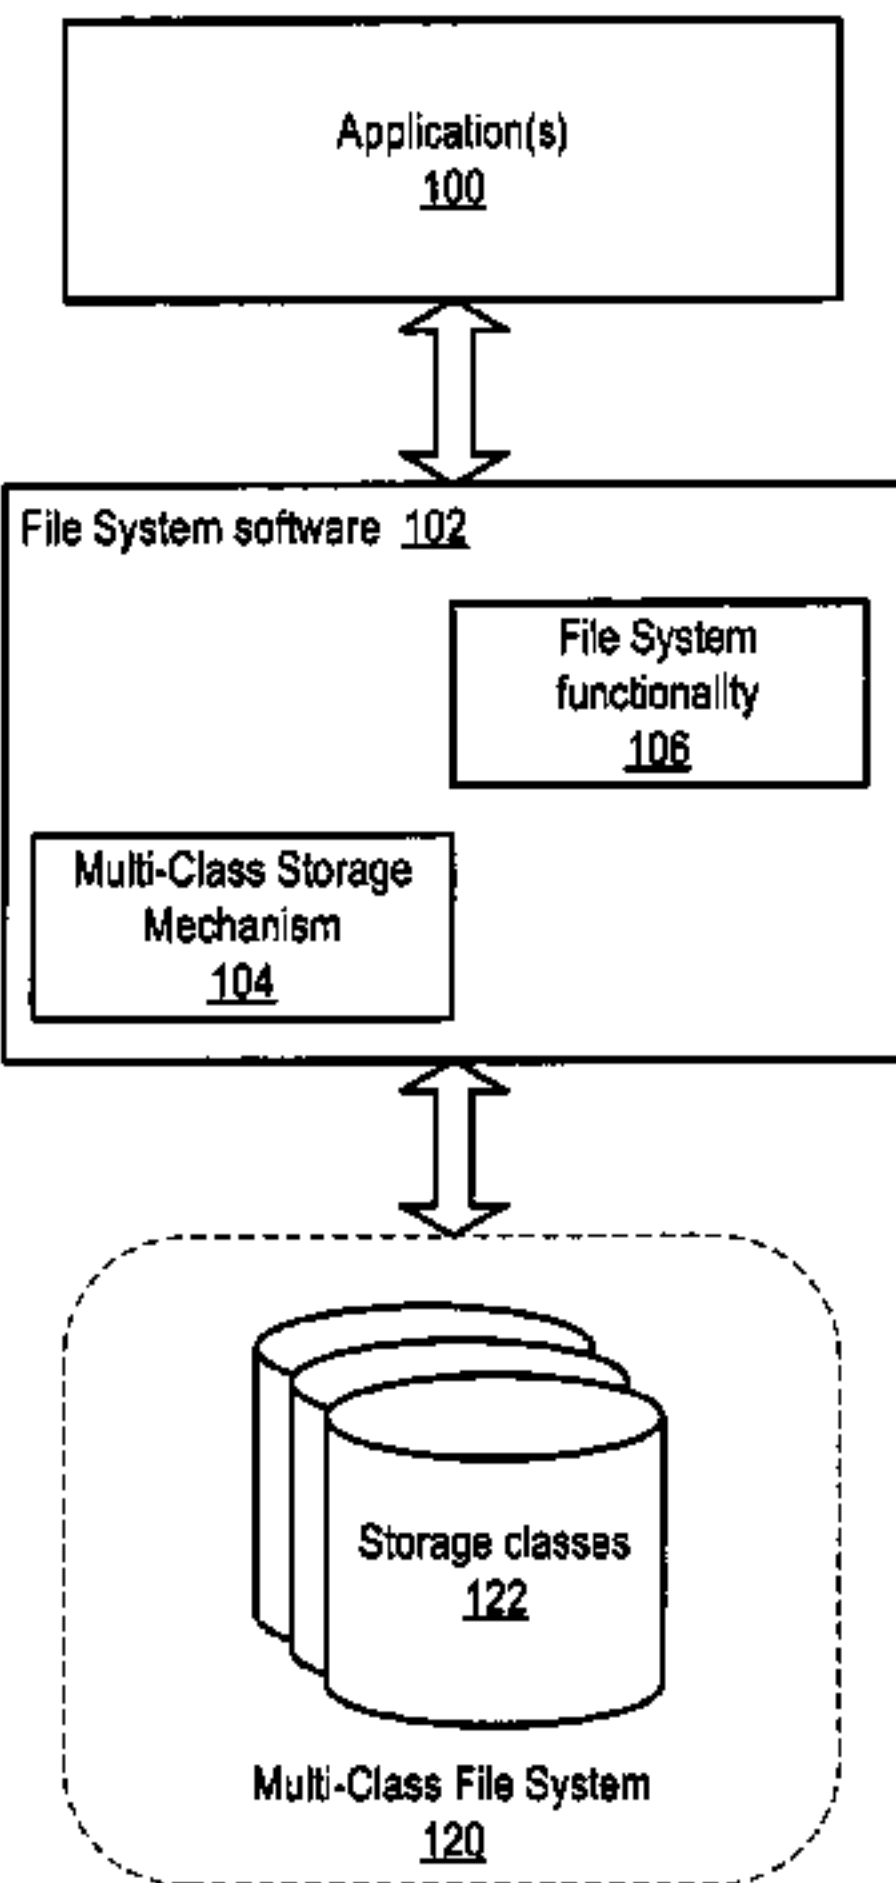 Application(s)
100
File System software 102
File System
functionality
106
Multi-Class Storage
Mechanism
104
Storage classes
122
Multi-Class File System
120